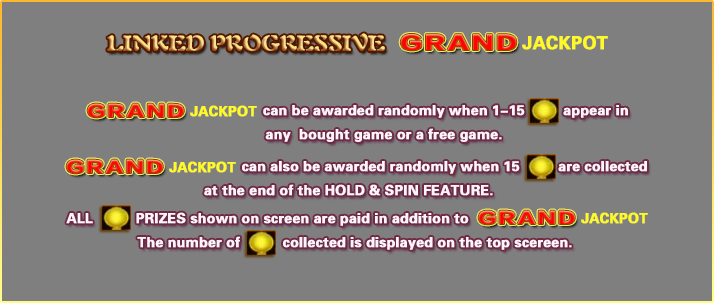 LINKED PROGRESSIVE GRAND JACKPOT
GRAND JACKPOT can be awarded randomly when 1-15 appear in
any bought game or a free game.
GRAND JACKPOT can also be awarded randomly when 15 are collected
at the end of the HOLD & SPIN FEATURE.
ALL PRIZES shown on screen are paid in addition to GRAND JACKPOT
The number of collected is displayed on the top scereen.